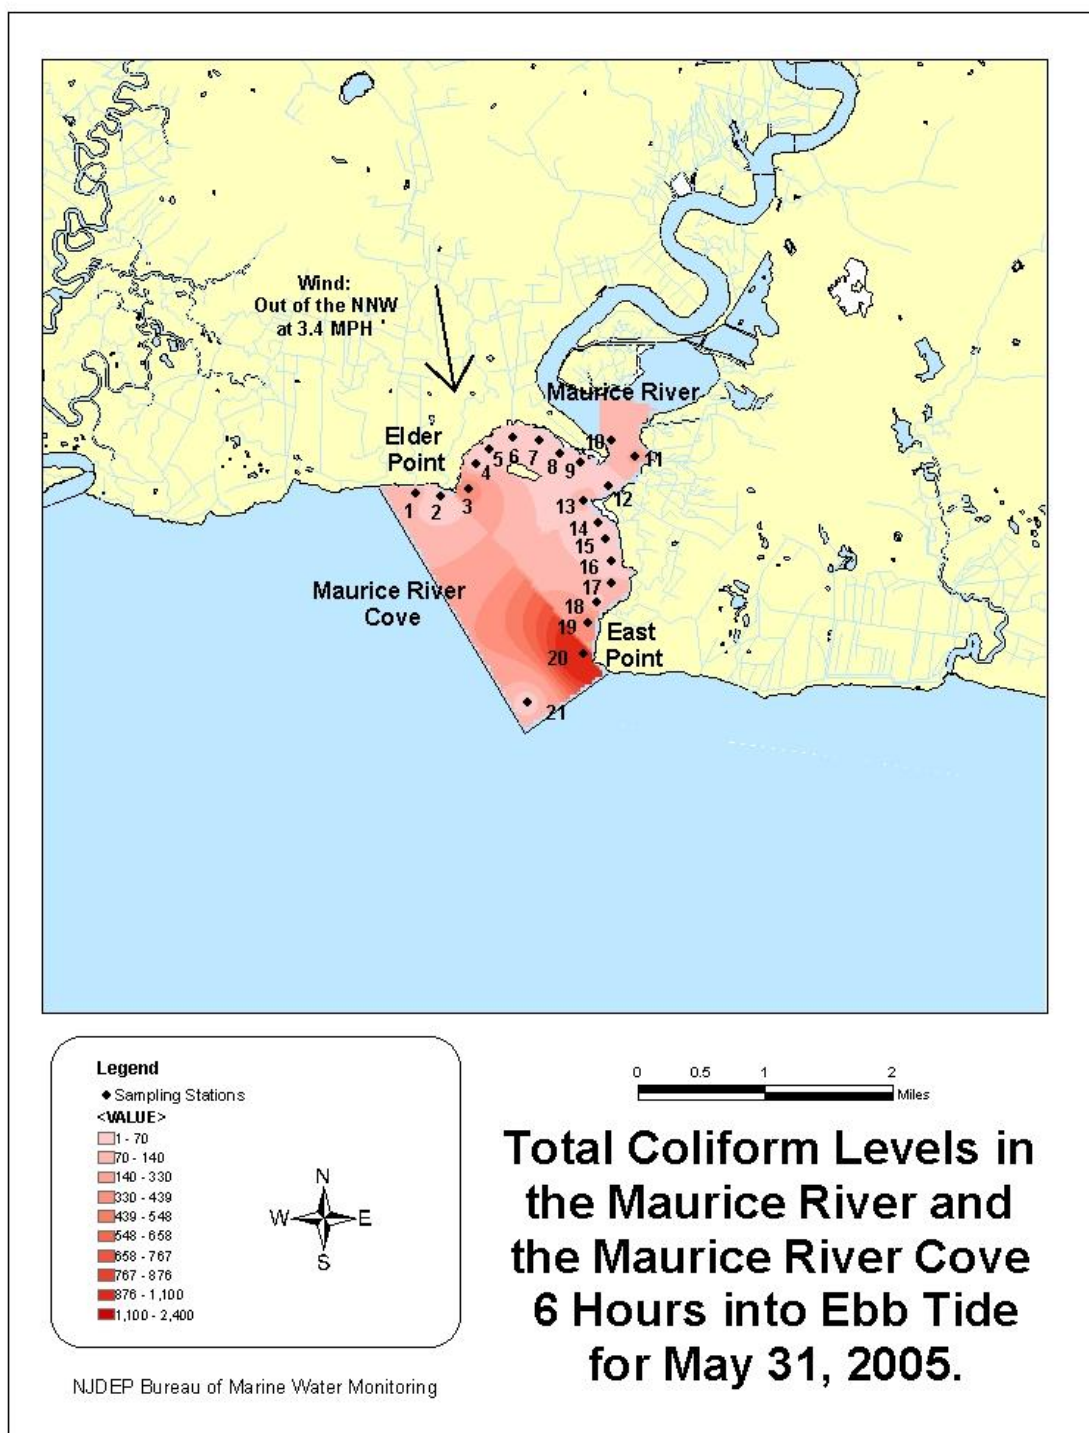 Wind:
Out of the NNW
at 3.4 MPH
Maurice River
Elder
Point
1
2
3
4
5
6
7
8
9
10
11
12
13
14
15
16
17
18
19
20
21
Maurice River
Cove
East
Point
Legend
Sampling Stations
<VALUE>
1 - 70
70 - 140
140 - 330
330 - 439
439 - 548
548 - 658
658 - 767
767 - 876
876 - 1,100
1,100 - 2,400
N
W E
S
0 0.5 1 2
Miles
Total Coliform Levels in
the Maurice River and
the Maurice River Cove
6 Hours into Ebb Tide
for May 31, 2005.
NJDEP Bureau of Marine Water Monitoring